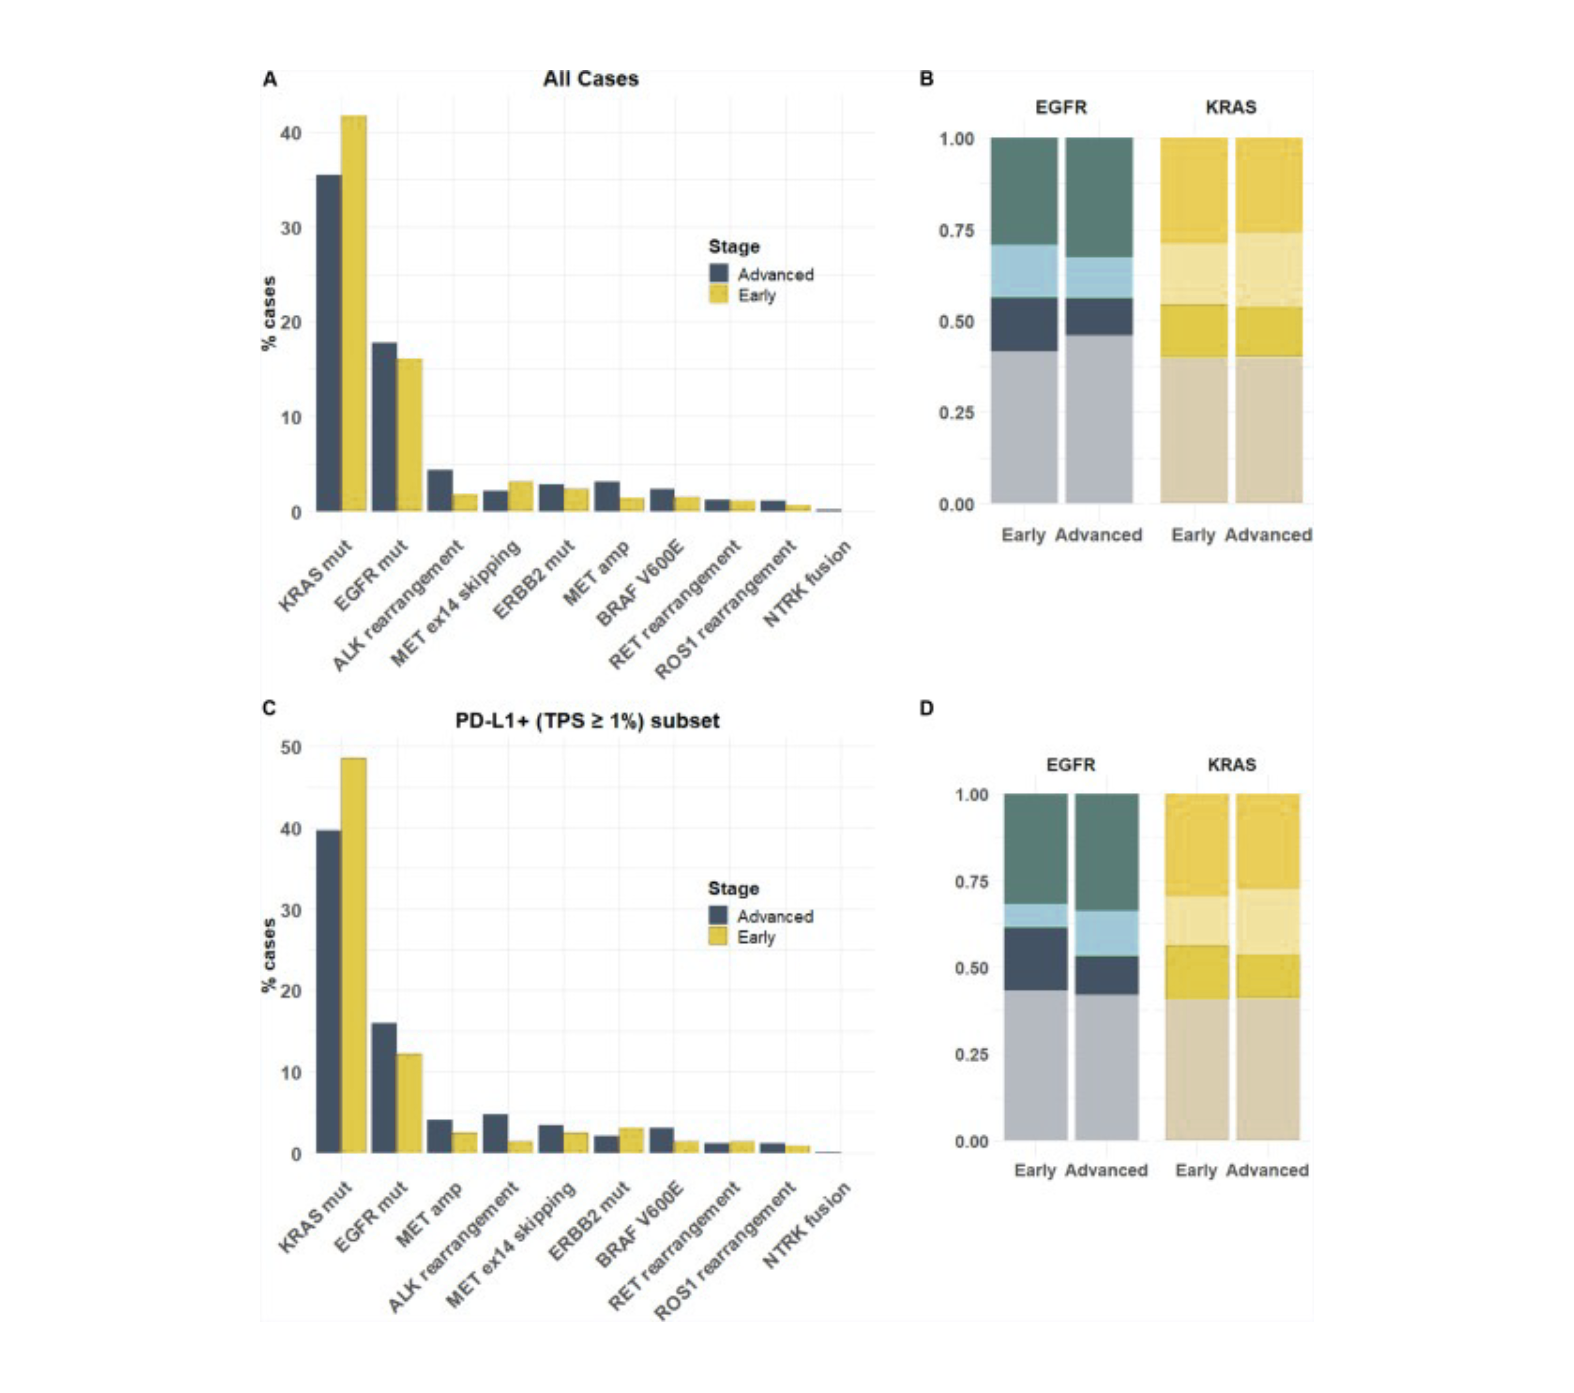 A
All Cases
% cases
40
30
20
10
0
Stage
Advanced
Early
KRAS mut
EGFR mut
ALK rearrangement
MET ex14 skipping
ERBB2 mut
MET amp
BRAF V600E
RET rearrangement
ROS1 rearrangement
NTRK fusion
B
EGFR KRAS
1.00
0.75
0.50
0.25
0.00
Early Advanced Early Advanced
C
PD-L1+ (TPS ≥ 1%) subset
% cases
50
40
30
20
10
0
Stage
Advanced
Early
KRAS mut
EGFR mut
MET amp
ALK rearrangement
MET ex14 skipping
ERBB2 mut
BRAF V600E
RET rearrangement
ROS1 rearrangement
NTRK fusion
D
EGFR KRAS
1.00
0.75
0.50
0.25
0.00
Early Advanced Early Advanced